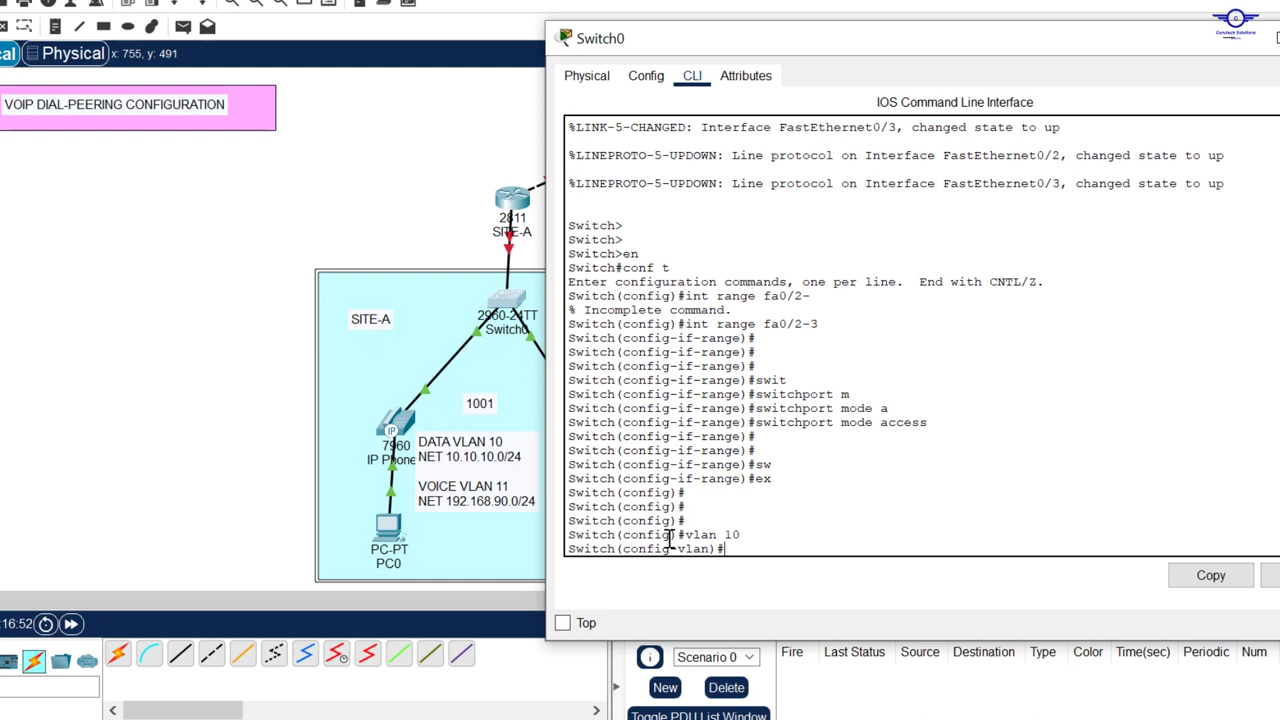 Physical
x: 755, y: 491
VOIP DIAL-PEERING CONFIGURATION
2811
SITE-A
SITE-A
2960-24TT
Switch0
1001
7960
IP Phone
DATA VLAN 10
NET 10.10.10.0/24
VOICE VLAN 11
NET 192.168.90.0/24
PC-PT
PC0
Switch0
Gurutech Solutions
Physical
Config
CLI
Attributes
IOS Command Line Interface
%LINK-5-CHANGED: Interface FastEthernet0/3, changed state to up
%LINEPROTO-5-UPDOWN: Line protocol on Interface FastEthernet0/2, changed state to up
%LINEPROTO-5-UPDOWN: Line protocol on Interface FastEthernet0/3, changed state to up
Switch>
Switch>
Switch>en
Switch#conf t
Enter configuration commands, one per line.  End with CNTL/Z.
Switch(config)#int range fa0/2-
% Incomplete command.
Switch(config)#int range fa0/2-3
Switch(config-if-range)#
Switch(config-if-range)#
Switch(config-if-range)#
Switch(config-if-range)#swit
Switch(config-if-range)#switchport m
Switch(config-if-range)#switchport mode a
Switch(config-if-range)#switchport mode access
Switch(config-if-range)#
Switch(config-if-range)#
Switch(config-if-range)#sw
Switch(config-if-range)#ex
Switch(config)#
Switch(config)#
Switch(config)#
Switch(config)#vlan 10
Switch(config-vlan)#
Copy
Top
:16:52
Scenario 0
New
Delete
Toggle PDU List Window
Fire
Last Status
Source
Destination
Type
Color
Time(sec)
Periodic
Num